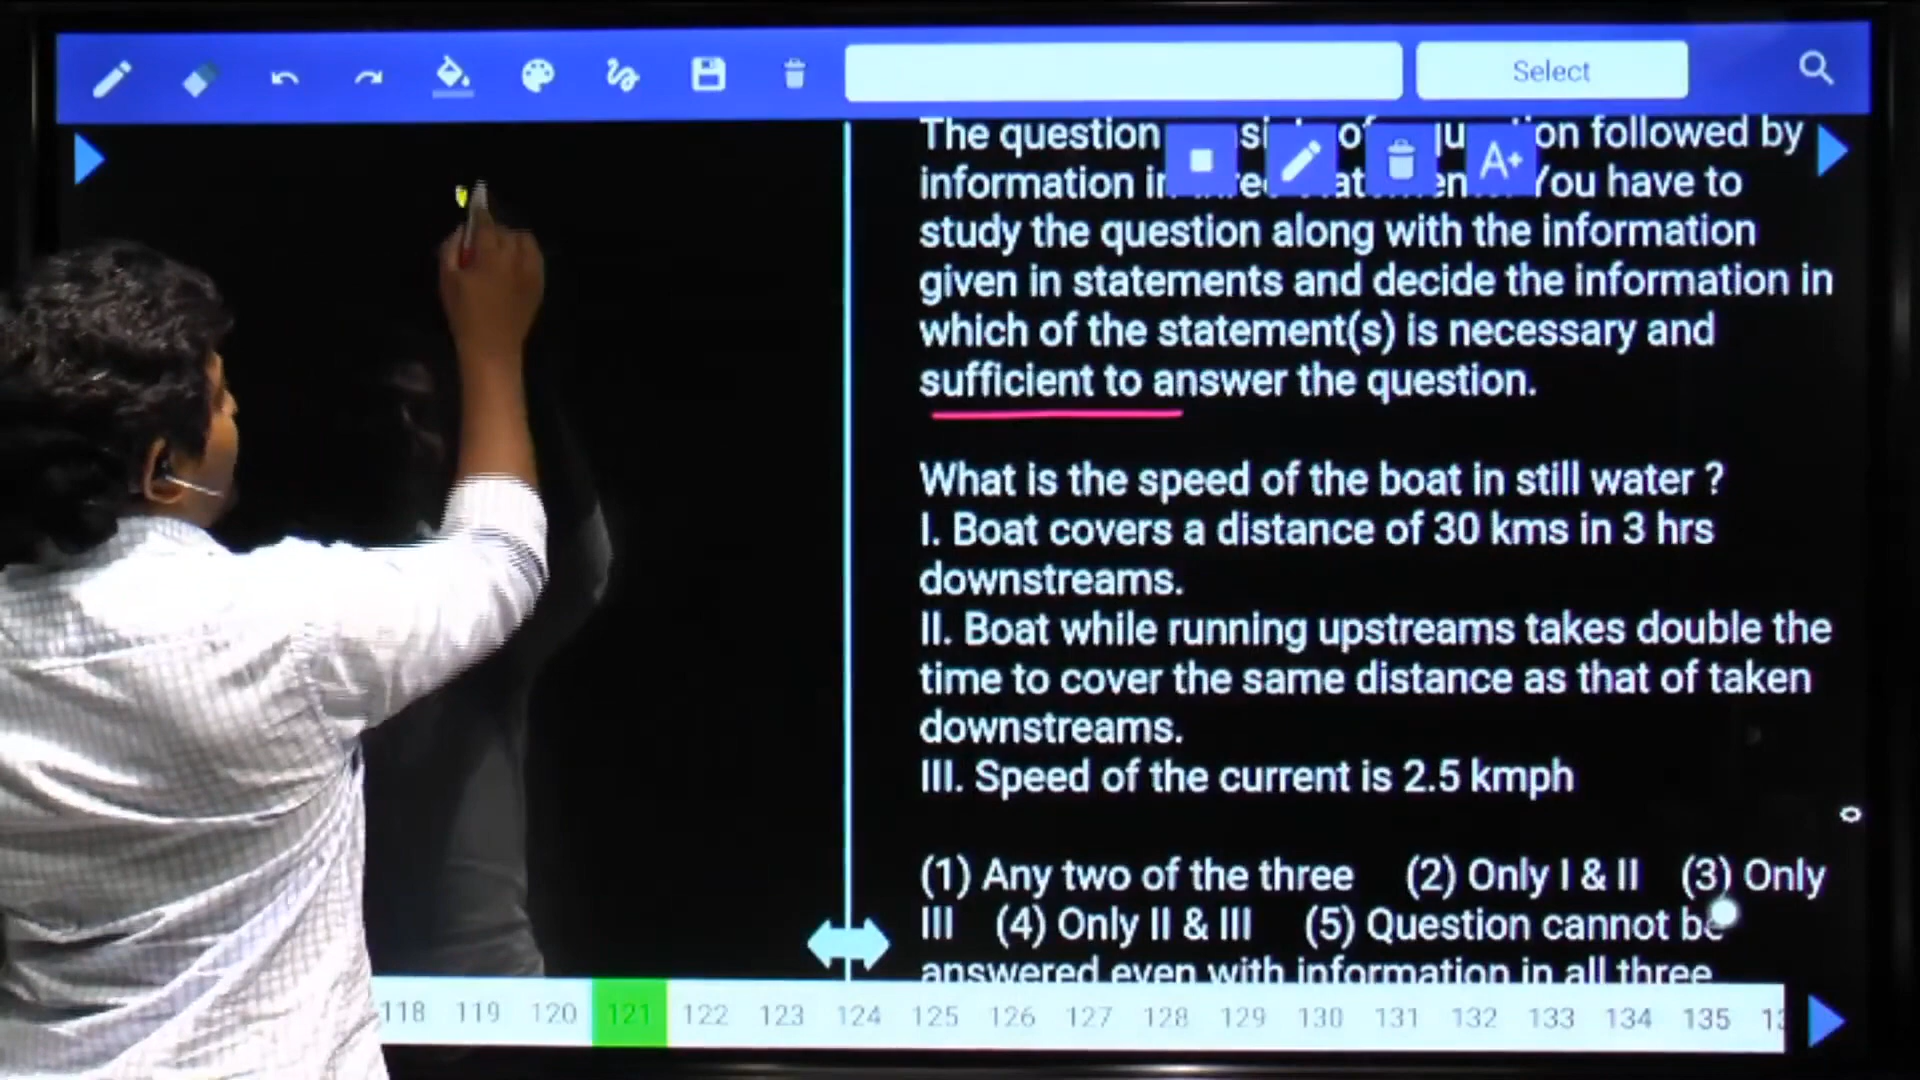 Select
The question of on followed by
information in You have to
study the question along with the information
given in statements and decide the information in
which of the statement(s) is necessary and
sufficient to answer the question.
What is the speed of the boat in still water ?
I. Boat covers a distance of 30 kms in 3 hrs
downstreams.
II. Boat while running upstreams takes double the
time to cover the same distance as that of taken
downstreams.
III. Speed of the current is 2.5 kmph
(1) Any two of the three (2) Only I & II (3) Only
III (4) Only II & III (5) Question cannot be
answered even with information in all three
118 119 120 121 122 123 124 125 126 127 128 129 130 131 132 133 134 135